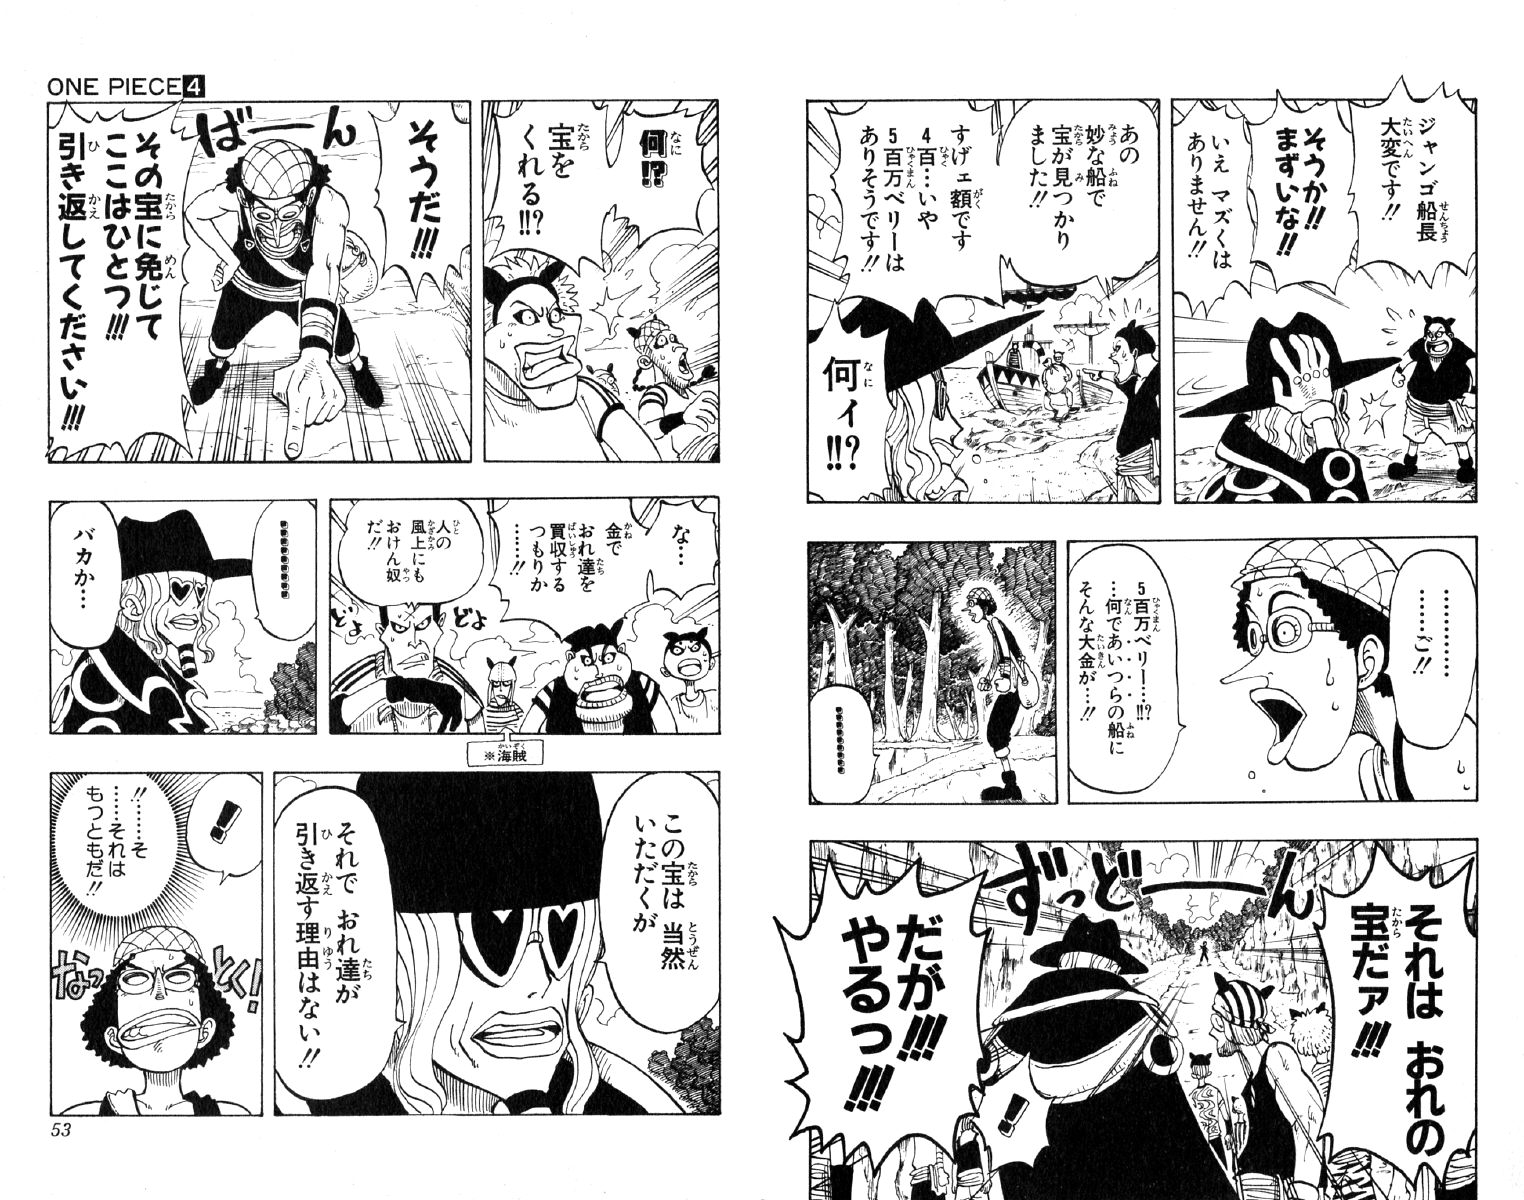 ジャンゴ船長
大変です!!
そうか!!
まずいな!!
いえ マズくは
ありません!!
あの
妙な船で
宝が見つかり
ました!!
すげェ額です
4百…いや
5百万ベリーは
ありそうです!!
何ィ!!?
………ご!!
5百万ベリー…!!?
…何であいつらの船に
そんな大金が…!!
…………
それは おれの
宝だァ!!!
ずっどーん
だが!!!
やるっ!!!
!
ONE PIECE 4
何!?
宝を
くれる!!?
そうだ!!!
ばーん
その宝に免じて
ここはひとつ!!!
引き返してください!!!
な…
金で
おれ達を
買収する
つもりか
……!!
人の
風上にも
おけん奴
だ!!
どよ
どよ
※海賊
…………
バカか…
この宝は 当然
いただくが
それで おれ達が
引き返す理由はない!!
!
!!………そ
……それは
もっともだ!!
なっ
とく!
53